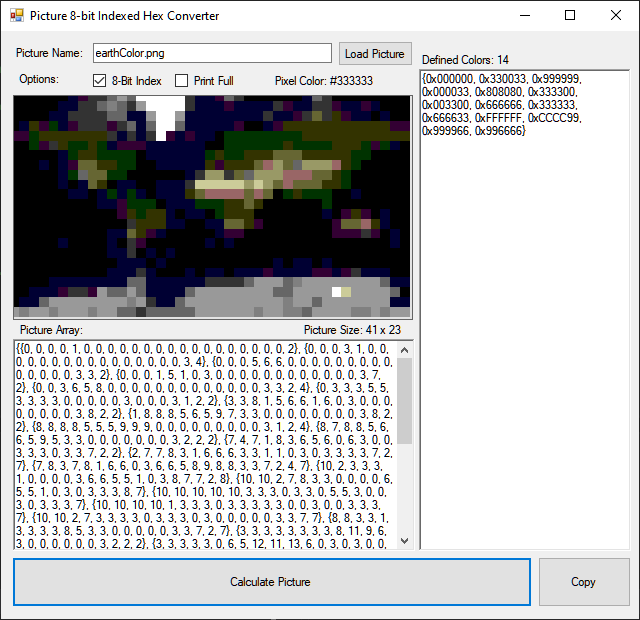 Picture 8-bit Indexed Hex Converter
Picture Name:
earthColor.png
Load Picture
Options:
8-Bit Index
Print Full
Pixel Color: #333333
Defined Colors: 14
{0x000000, 0x330033, 0x999999,
0x000033, 0x808080, 0x333300,
0x003300, 0x666666, 0x333333,
0x666633, 0xFFFFFF, 0xCCCC99,
0x999966, 0x996666}
Picture Array:
Picture Size: 41 x 23
{{0, 0, 0, 0, 1, 0, 0, 0, 0, 0, 0, 0, 0, 0, 0, 0, 0, 0, 0, 0, 0, 0, 2}, {0, 0, 0, 3, 1, 0, 0,
0, 0, 0, 0, 0, 0, 0, 0, 0, 0, 0, 0, 0, 0, 3, 4}, {0, 0, 0, 5, 6, 6, 0, 0, 0, 0, 0, 0, 0, 0, 0,
0, 0, 0, 0, 0, 3, 3, 2}, {0, 0, 0, 1, 5, 1, 0, 3, 0, 0, 0, 0, 0, 0, 0, 0, 0, 0, 0, 0, 3, 7,
2}, {0, 0, 3, 6, 5, 8, 0, 0, 0, 0, 0, 0, 0, 0, 0, 0, 0, 0, 0, 3, 3, 2, 4}, {0, 3, 3, 3, 5, 5,
3, 3, 3, 3, 0, 0, 0, 0, 0, 3, 0, 0, 0, 3, 1, 2, 2}, {3, 3, 8, 1, 5, 6, 6, 1, 6, 0, 3, 0, 0, 0,
0, 0, 0, 0, 0, 3, 8, 2, 2}, {1, 8, 8, 8, 5, 6, 5, 9, 7, 3, 3, 0, 0, 0, 0, 0, 0, 0, 0, 3, 8, 2,
2}, {8, 8, 8, 8, 5, 5, 5, 9, 9, 9, 0, 0, 0, 0, 0, 0, 0, 0, 0, 3, 1, 2, 4}, {8, 7, 8, 8, 5, 6,
6, 5, 9, 5, 3, 3, 0, 0, 0, 0, 0, 0, 0, 3, 2, 2, 2}, {7, 4, 7, 1, 8, 3, 6, 5, 6, 0, 6, 3, 0, 0,
3, 3, 3, 0, 3, 3, 7, 2, 2}, {2, 7, 7, 8, 3, 1, 6, 6, 6, 3, 3, 1, 1, 0, 3, 0, 3, 3, 3, 3, 7, 2,
7}, {7, 8, 3, 7, 8, 1, 6, 6, 0, 3, 6, 6, 5, 8, 9, 8, 8, 3, 3, 7, 2, 4, 7}, {10, 2, 3, 3, 3,
1, 0, 0, 0, 0, 3, 6, 6, 5, 5, 1, 0, 3, 8, 7, 7, 2, 8}, {10, 10, 2, 7, 8, 3, 3, 0, 0, 0, 0, 6,
5, 5, 1, 0, 3, 0, 3, 3, 3, 8, 7}, {10, 10, 10, 10, 10, 3, 3, 3, 0, 3, 3, 0, 5, 5, 3, 0, 0,
3, 0, 3, 3, 3, 7}, {10, 10, 10, 10, 1, 3, 3, 3, 0, 3, 3, 3, 3, 3, 0, 0, 3, 0, 0, 3, 3, 3,
7}, {10, 10, 2, 7, 3, 3, 3, 3, 0, 3, 3, 3, 0, 3, 0, 0, 0, 0, 0, 3, 3, 7, 7}, {8, 8, 3, 3, 1,
3, 3, 3, 3, 8, 5, 3, 3, 0, 0, 0, 0, 0, 3, 3, 7, 2, 7}, {3, 3, 3, 3, 3, 3, 3, 3, 8, 11, 9, 6,
3, 0, 0, 0, 0, 0, 0, 3, 2, 2, 2}, {3, 3, 3, 3, 3, 0, 6, 5, 12, 11, 13, 6, 0, 3, 0, 3, 0, 0,
Calculate Picture
Copy